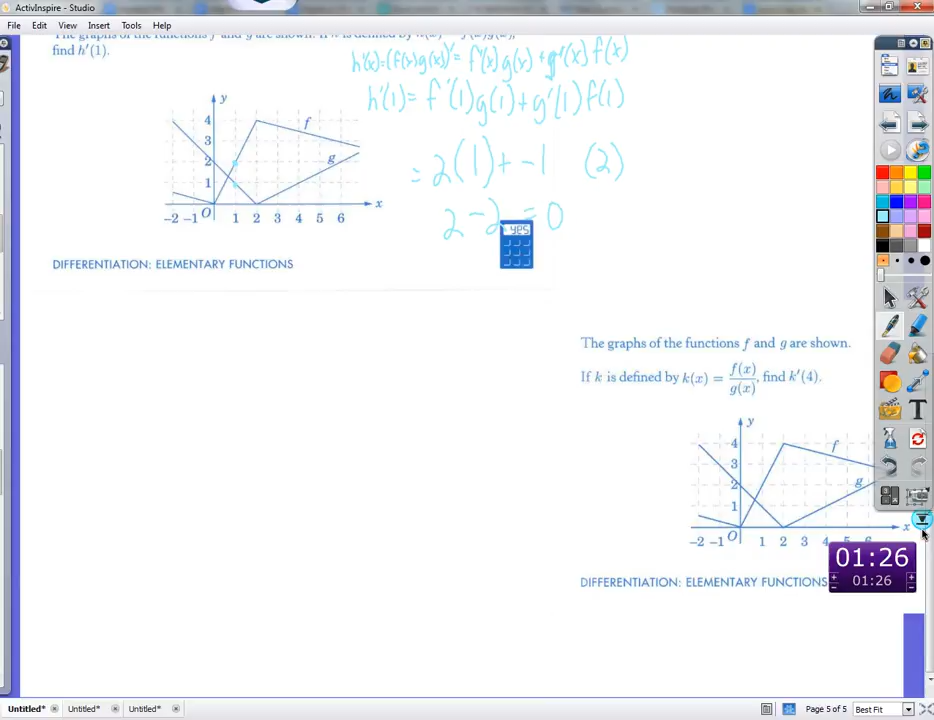 ActivInspire - Studio
File Edit View Insert Tools Help
find h′(1).
h'(x)=(f(x)g(x))'= f'(x)g(x)+g'(x)f(x)
h'(1)= f'(1)g(1)+g'(1)f(1)
= 2(1)+ -1 (2)
2 -2 = 0
yes
y
4
3
2
1
f
g
O
x
-2 -1 1 2 3 4 5 6
DIFFERENTIATION: ELEMENTARY FUNCTIONS
The graphs of the functions f and g are shown.
If k is defined by k(x) = f(x)/g(x), find k′(4).
y
4
3
2
1
f
g
O
x
-2 -1 1 2 3 4 5
DIFFERENTIATION: ELEMENTARY FUNCTIONS
01:26
01:26
Untitled* Untitled* Untitled*
Page 5 of 5 Best Fit